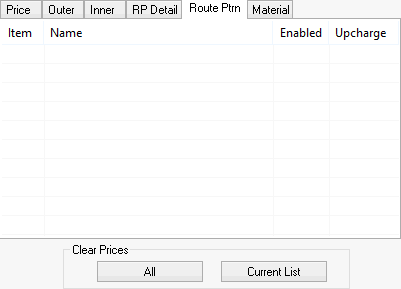 Price Outer Inner RP Detail Route Ptrn Material
Item Name Enabled Upcharge
Clear Prices
All Current List